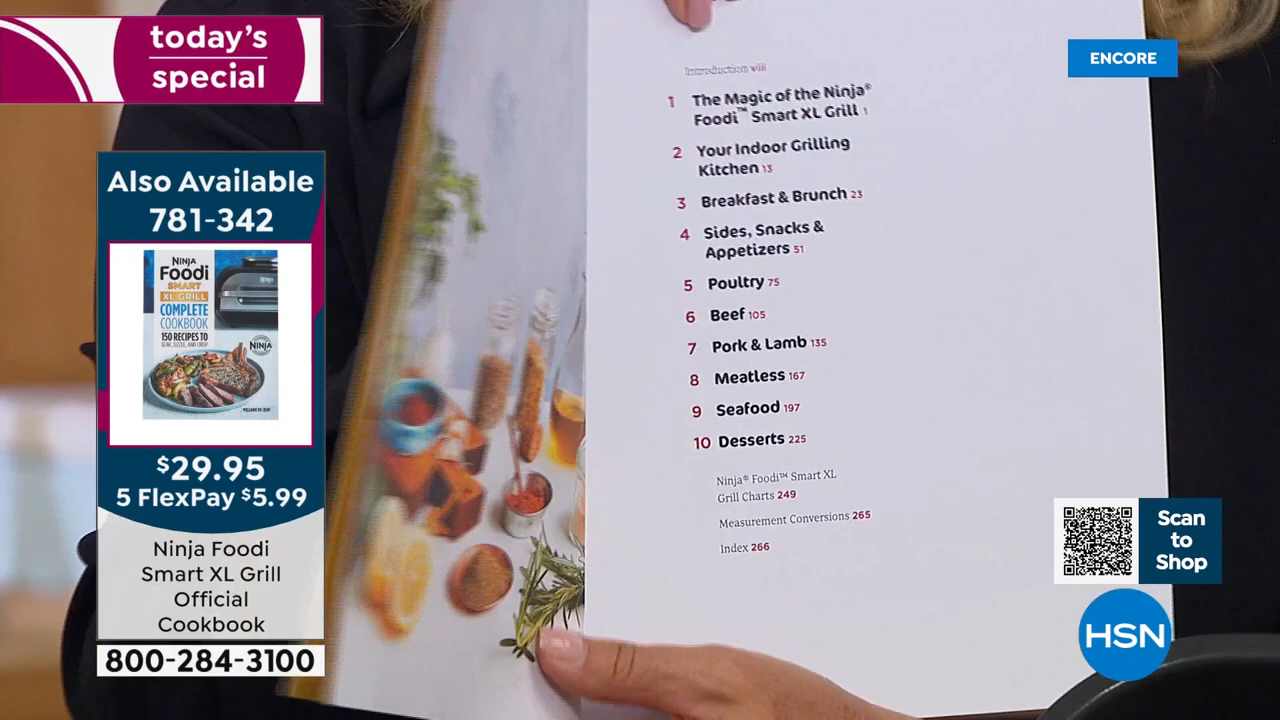 today's
special
ENCORE
Also Available
781-342
NINJA
Foodi
SMART
XL GRILL
COMPLETE
COOKBOOK
150 RECIPES TO
SEAR, SIZZLE, AND CRISP
NINJA
$29.95
5 FlexPay $5.99
Ninja Foodi
Smart XL Grill
Official
Cookbook
800-284-3100
Introduction viii
1 The Magic of the Ninja®
Foodi™ Smart XL Grill 1
2 Your Indoor Grilling
Kitchen 13
3 Breakfast & Brunch 23
4 Sides, Snacks &
Appetizers 51
5 Poultry 75
6 Beef 105
7 Pork & Lamb 135
8 Meatless 167
9 Seafood 197
10 Desserts 225
Ninja® Foodi™ Smart XL
Grill Charts 249
Measurement Conversions 265
Index 266
Scan
to
Shop
HSN